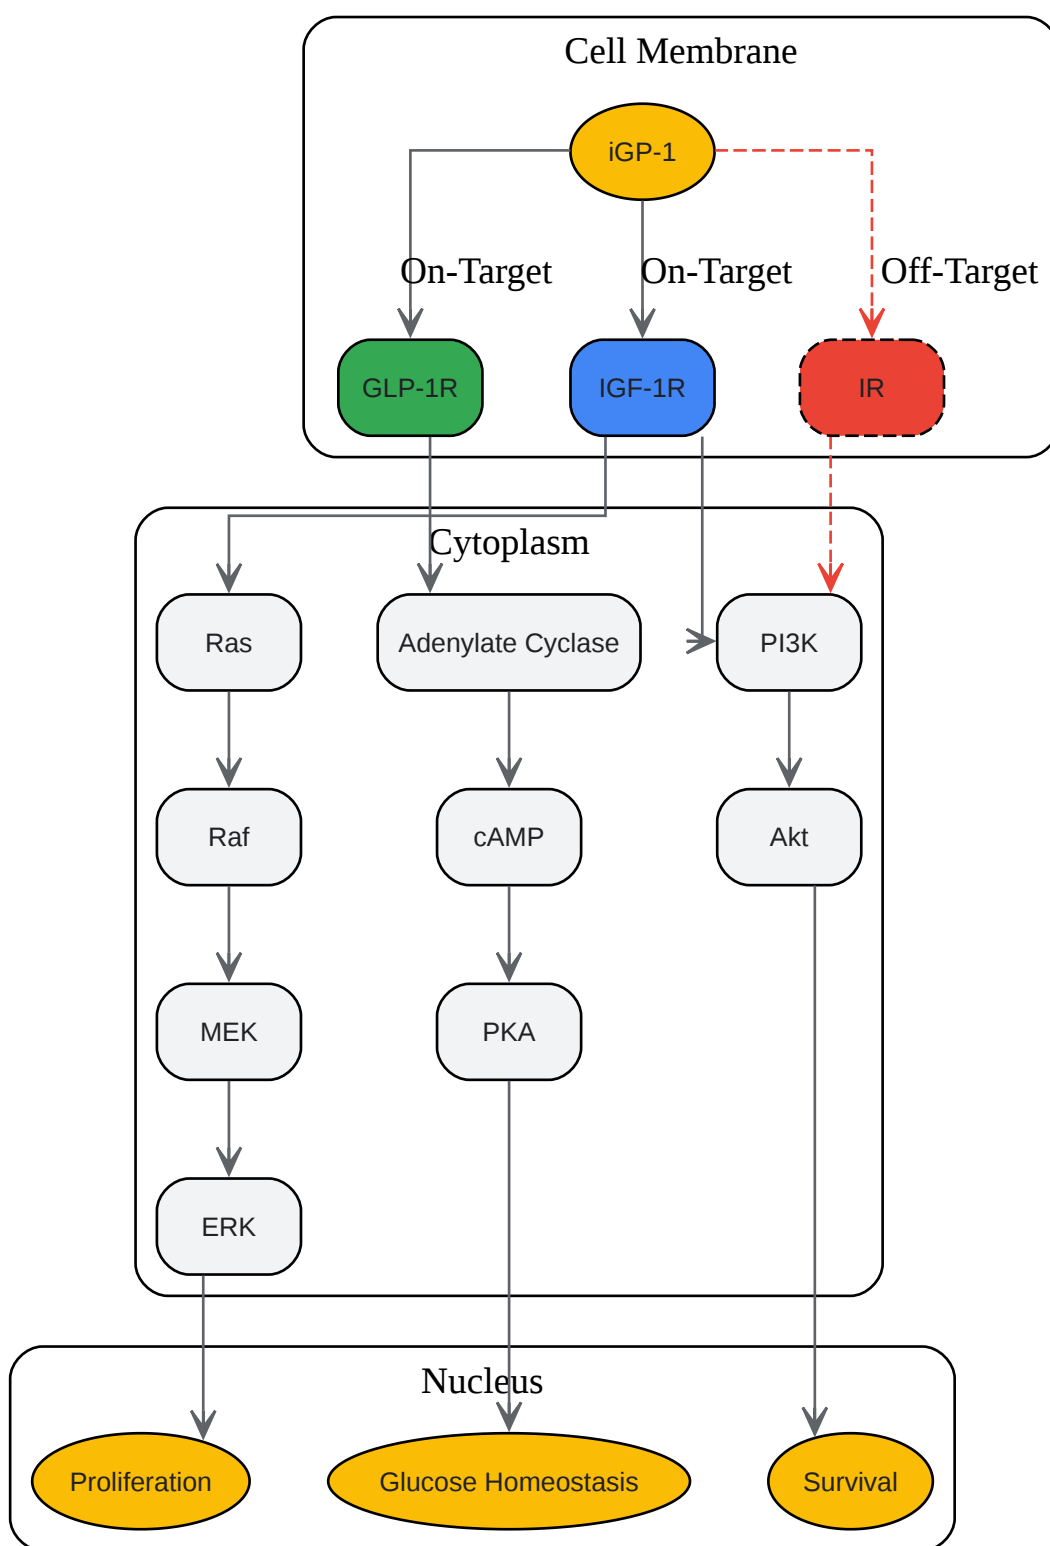 Cell Membrane
iGP-1
On-Target
On-Target
Off-Target
GLP-1R
IGF-1R
IR
Cytoplasm
Ras
Adenylate Cyclase
PI3K
Raf
cAMP
Akt
MEK
PKA
ERK
Nucleus
Proliferation
Glucose Homeostasis
Survival